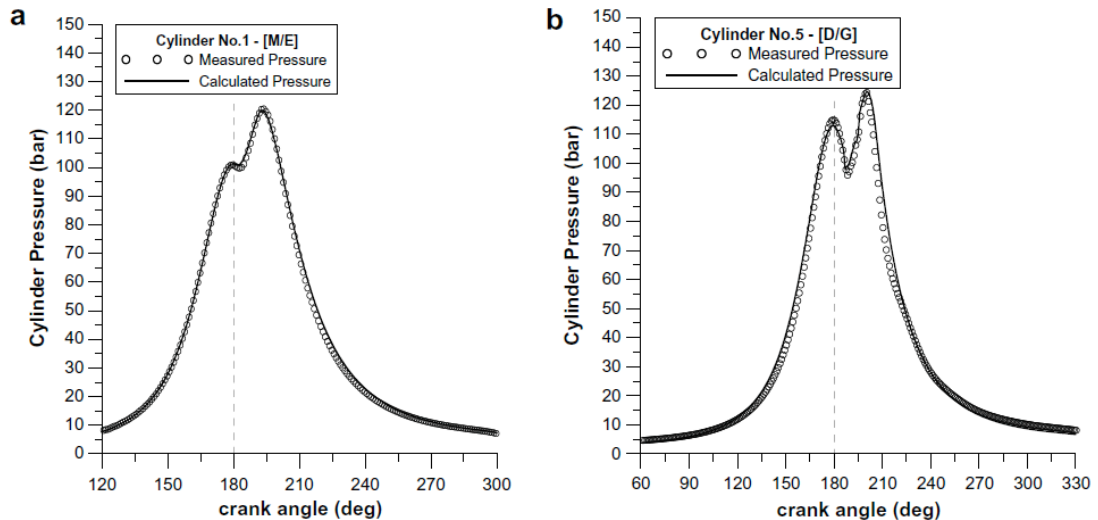 a
150
140
130
120
110
100
90
80
70
60
50
40
30
20
10
0
Cylinder Pressure (bar)
Cylinder No.1 - [M/E]
Measured Pressure
Calculated Pressure
120 150 180 210 240 270 300
crank angle (deg)
b
150
140
130
120
110
100
90
80
70
60
50
40
30
20
10
0
Cylinder Pressure (bar)
Cylinder No.5 - [D/G]
Measured Pressure
Calculated Pressure
60 90 120 150 180 210 240 270 300 330
crank angle (deg)